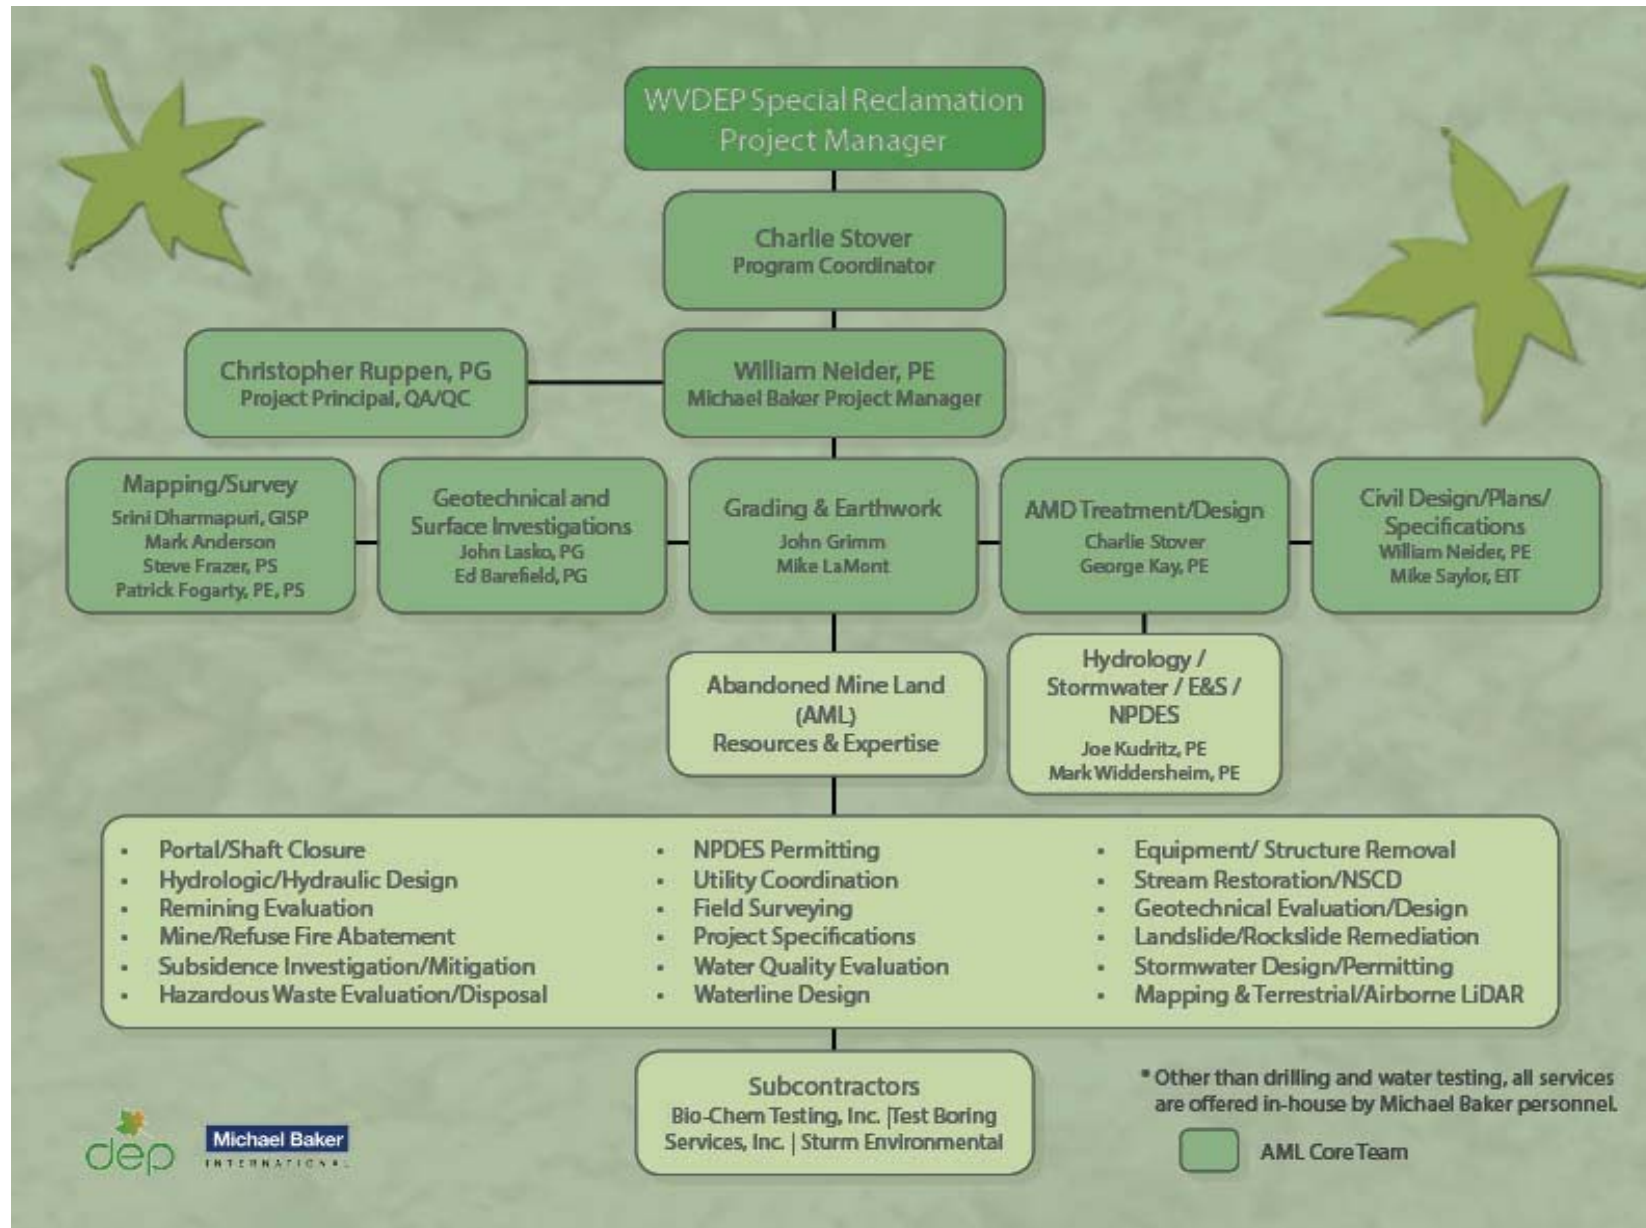 WVDEP Special Reclamation
Project Manager
Charlie Stover
Program Coordinator
Christopher Ruppen, PG
Project Principal, QA/QC
William Neider, PE
Michael Baker Project Manager
Mapping/Survey
Srini Dharmapuri, GISP
Mark Anderson
Steve Frazer, PS
Patrick Fogarty, PE, PS
Geotechnical and
Surface Investigations
John Lasko, PG
Ed Barefield, PG
Grading & Earthwork
John Grimm
Mike LaMont
AMD Treatment/Design
Charlie Stover
George Kay, PE
Civil Design/Plans/
Specifications
William Neider, PE
Mike Saylor, EIT
Abandoned Mine Land
(AML)
Resources & Expertise
Hydrology /
Stormwater / E&S /
NPDES
Joe Kudritz, PE
Mark Widdersheim, PE
• Portal/Shaft Closure
• Hydrologic/Hydraulic Design
• Remining Evaluation
• Mine/Refuse Fire Abatement
• Subsidence Investigation/Mitigation
• Hazardous Waste Evaluation/Disposal
• NPDES Permitting
• Utility Coordination
• Field Surveying
• Project Specifications
• Water Quality Evaluation
• Waterline Design
• Equipment/ Structure Removal
• Stream Restoration/NSCD
• Geotechnical Evaluation/Design
• Landslide/Rockslide Remediation
• Stormwater Design/Permitting
• Mapping & Terrestrial/Airborne LiDAR
Subcontractors
Bio-Chem Testing, Inc. |Test Boring
Services, Inc. | Sturm Environmental
* Other than drilling and water testing, all services
are offered in-house by Michael Baker personnel.
AML Core Team
dep
Michael Baker
INTERNATIONAL